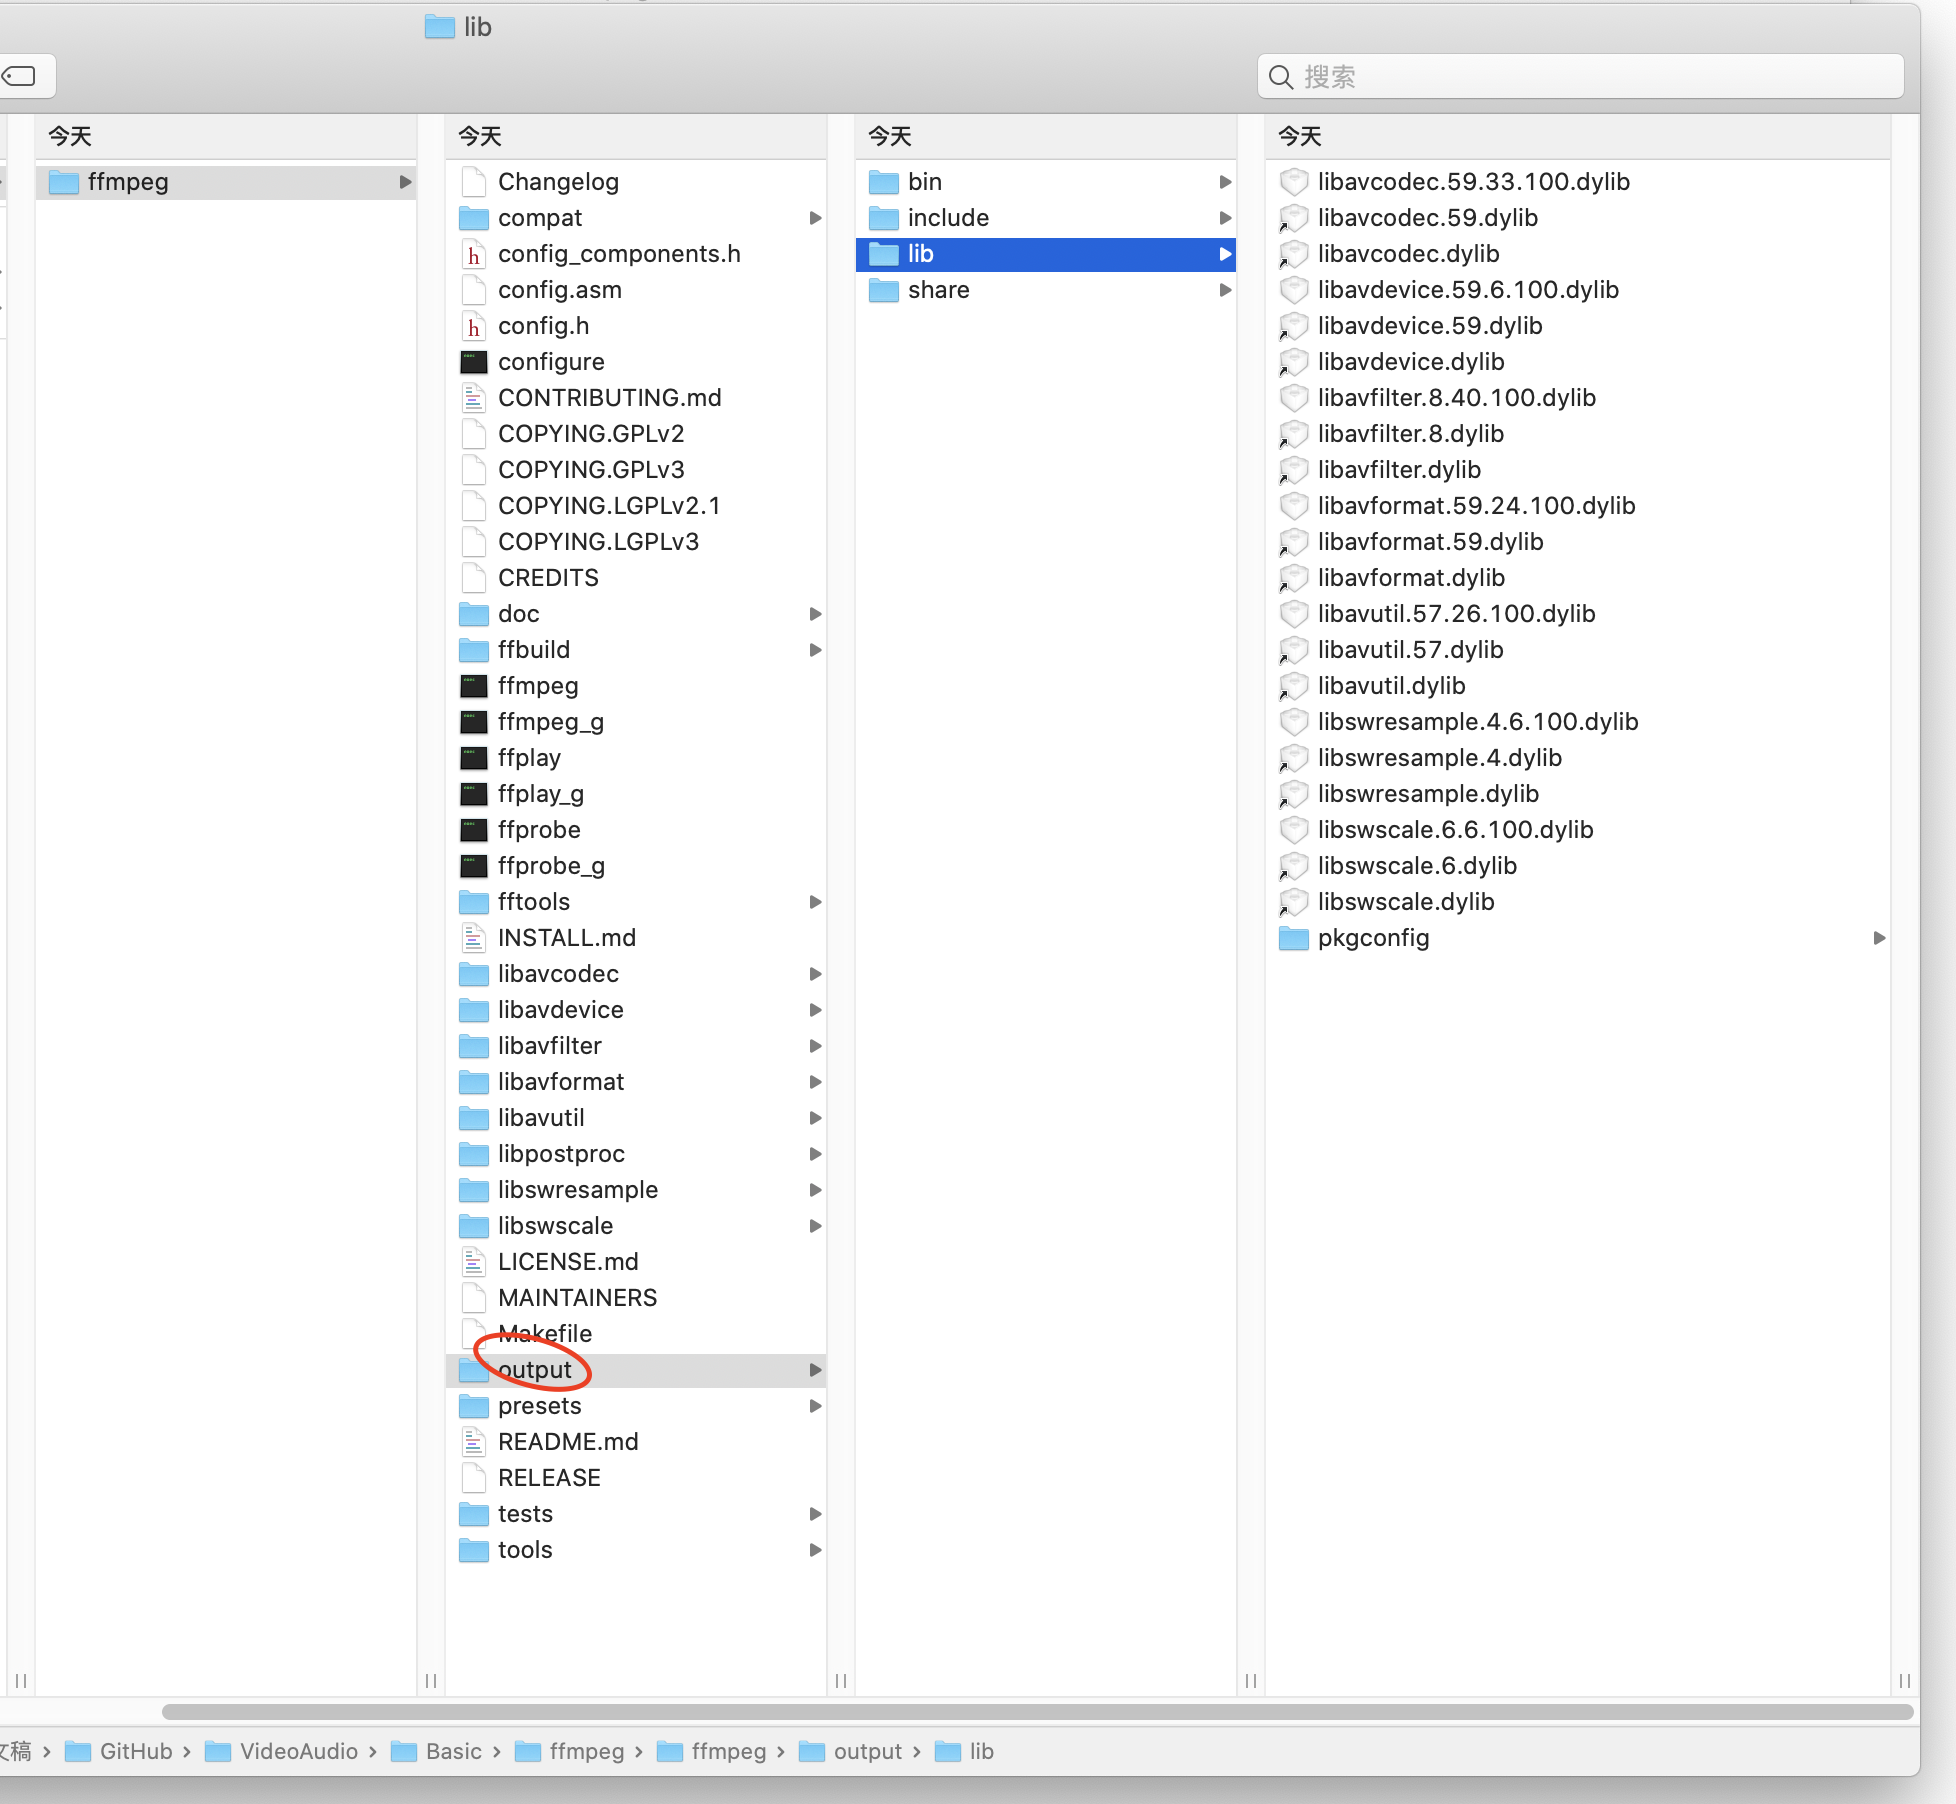 lib
搜索
今天
ffmpeg
今天
Changelog
compat
config_components.h
config.asm
config.h
configure
CONTRIBUTING.md
COPYING.GPLv2
COPYING.GPLv3
COPYING.LGPLv2.1
COPYING.LGPLv3
CREDITS
doc
ffbuild
ffmpeg
ffmpeg_g
ffplay
ffplay_g
ffprobe
ffprobe_g
fftools
INSTALL.md
libavcodec
libavdevice
libavfilter
libavformat
libavutil
libpostproc
libswresample
libswscale
LICENSE.md
MAINTAINERS
Makefile
output
presets
README.md
RELEASE
tests
tools
今天
bin
include
lib
share
今天
libavcodec.59.33.100.dylib
libavcodec.59.dylib
libavcodec.dylib
libavdevice.59.6.100.dylib
libavdevice.59.dylib
libavdevice.dylib
libavfilter.8.40.100.dylib
libavfilter.8.dylib
libavfilter.dylib
libavformat.59.24.100.dylib
libavformat.59.dylib
libavformat.dylib
libavutil.57.26.100.dylib
libavutil.57.dylib
libavutil.dylib
libswresample.4.6.100.dylib
libswresample.4.dylib
libswresample.dylib
libswscale.6.6.100.dylib
libswscale.6.dylib
libswscale.dylib
pkgconfig
文稿 › GitHub › VideoAudio › Basic › ffmpeg › ffmpeg › output › lib